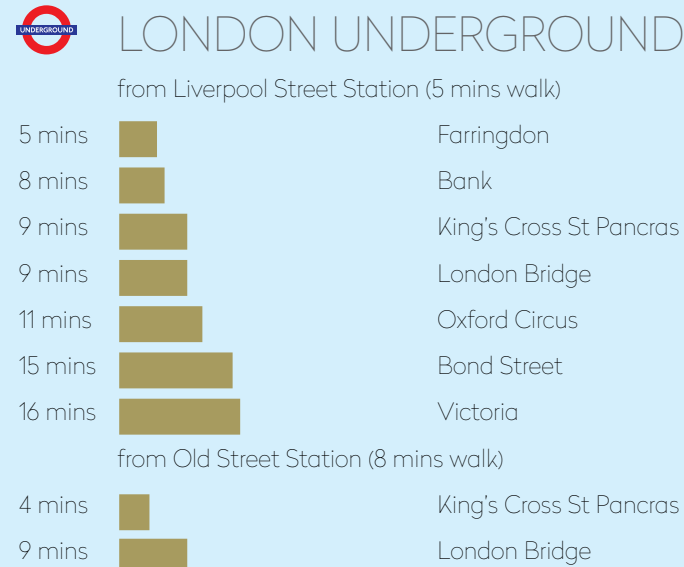 UNDERGROUND
LONDON UNDERGROUND
from Liverpool Street Station (5 mins walk)
5 mins Farringdon
8 mins Bank
9 mins King's Cross St Pancras
9 mins London Bridge
11 mins Oxford Circus
15 mins Bond Street
16 mins Victoria
from Old Street Station (8 mins walk)
4 mins King's Cross St Pancras
9 mins London Bridge